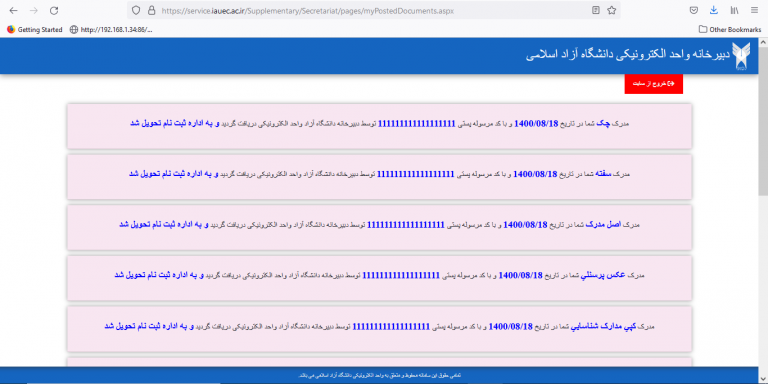 https://service.iauec.ac.ir/Supplementary/Secretariat/pages/myPostedDocuments.aspx
Getting Started
http://192.168.1.34:86/...
Other Bookmarks
دبیرخانه واحد الکترونیکی دانشگاه آزاد اسلامی
خروج از سایت
مدرک چک شما در تاریخ 1400/08/18 و با کد مرسوله پستی 111111111111111111 توسط دبیرخانه دانشگاه آزاد واحد الکترونیکی دریافت گردید و به اداره ثبت نام تحویل شد
مدرک سفته شما در تاریخ 1400/08/18 و با کد مرسوله پستی 111111111111111111 توسط دبیرخانه دانشگاه آزاد واحد الکترونیکی دریافت گردید و به اداره ثبت نام تحویل شد
مدرک اصل مدرک شما در تاریخ 1400/08/18 و با کد مرسوله پستی 111111111111111111 توسط دبیرخانه دانشگاه آزاد واحد الکترونیکی دریافت گردید و به اداره ثبت نام تحویل شد
مدرک عکس پرسنلي شما در تاریخ 1400/08/18 و با کد مرسوله پستی 111111111111111111 توسط دبیرخانه دانشگاه آزاد واحد الکترونیکی دریافت گردید و به اداره ثبت نام تحویل شد
مدرک کپي مدارک شناسايي شما در تاریخ 1400/08/18 و با کد مرسوله پستی 111111111111111111 توسط دبیرخانه دانشگاه آزاد واحد الکترونیکی دریافت گردید و به اداره ثبت نام تحویل شد
تمامی حقوق این سامانه محفوظ و متعلق به واحد الکترونیکی دانشگاه آزاد اسلامی می باشد.